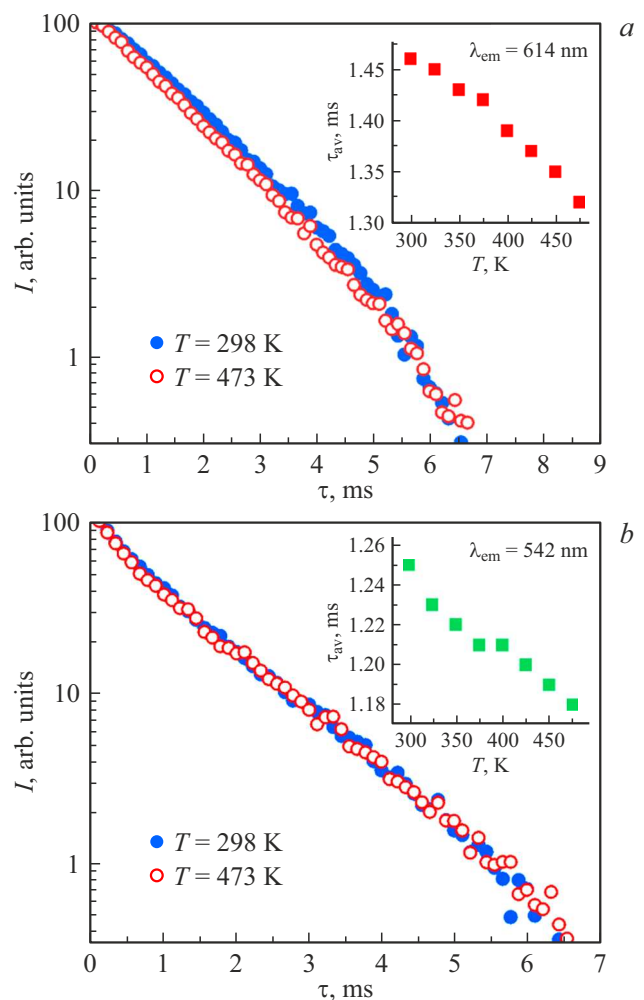 a
100
10
1
I, arb. units
0 1 2 3 4 5 6 7 8 9
τ, ms
T = 298 K
T = 473 K
λem = 614 nm
1.45
1.40
1.35
1.30
τav, ms
300 350 400 450
T, K
b
100
10
1
I, arb. units
0 1 2 3 4 5 6 7
τ, ms
T = 298 K
T = 473 K
λem = 542 nm
1.26
1.24
1.22
1.20
1.18
τav, ms
300 350 400 450
T, K